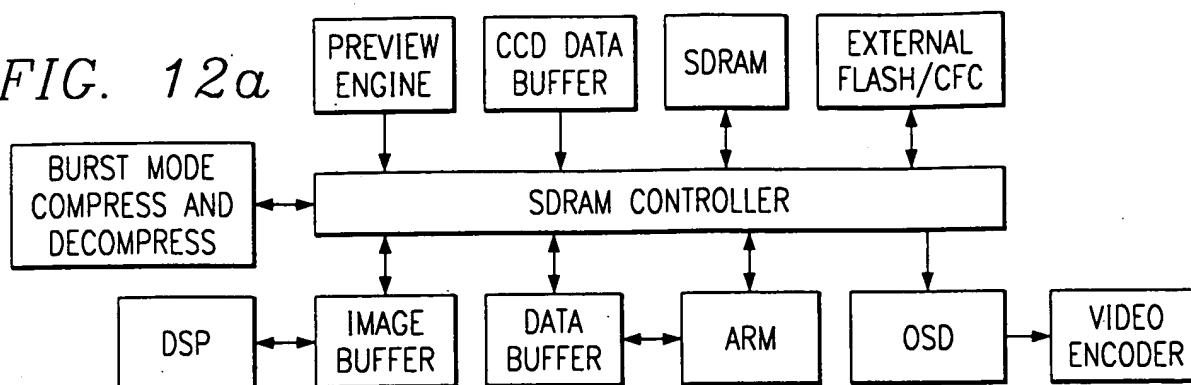 FIG. 12a
PREVIEW
ENGINE
CCD DATA
BUFFER
SDRAM
EXTERNAL
FLASH/CFC
BURST MODE
COMPRESS AND
DECOMPRESS
SDRAM CONTROLLER
DSP
IMAGE
BUFFER
DATA
BUFFER
ARM
OSD
VIDEO
ENCODER